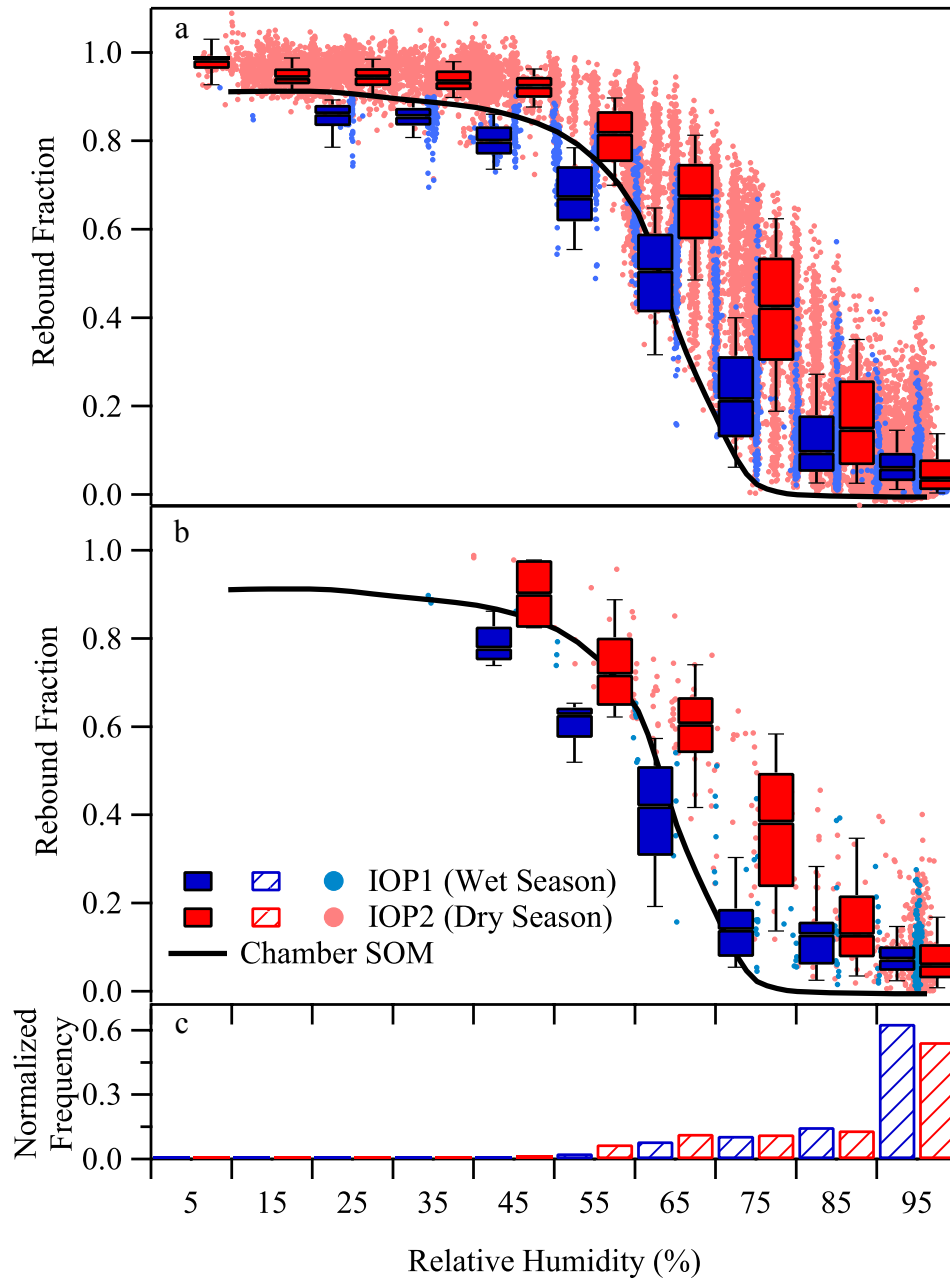 a
1.0
0.8
0.6
0.4
0.2
0.0
Rebound Fraction
b
1.0
0.8
0.6
0.4
0.2
0.0
Rebound Fraction
IOP1 (Wet Season)
IOP2 (Dry Season)
Chamber SOM
c
0.6
0.3
0.0
Normalized
Frequency
5 15 25 35 45 55 65 75 85 95
Relative Humidity (%)